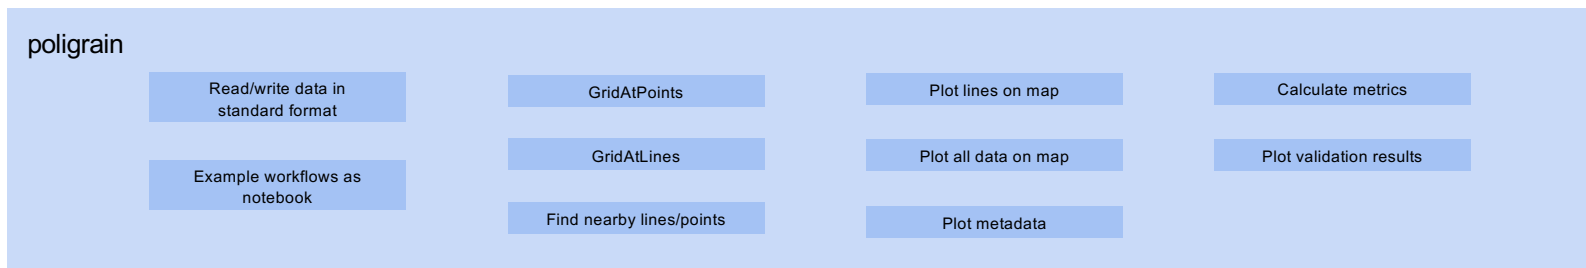 poligrain
Read/write data in
standard format
Example workflows as
notebook
GridAtPoints
GridAtLines
Find nearby lines/points
Plot lines on map
Plot all data on map
Plot metadata
Calculate metrics
Plot validation results